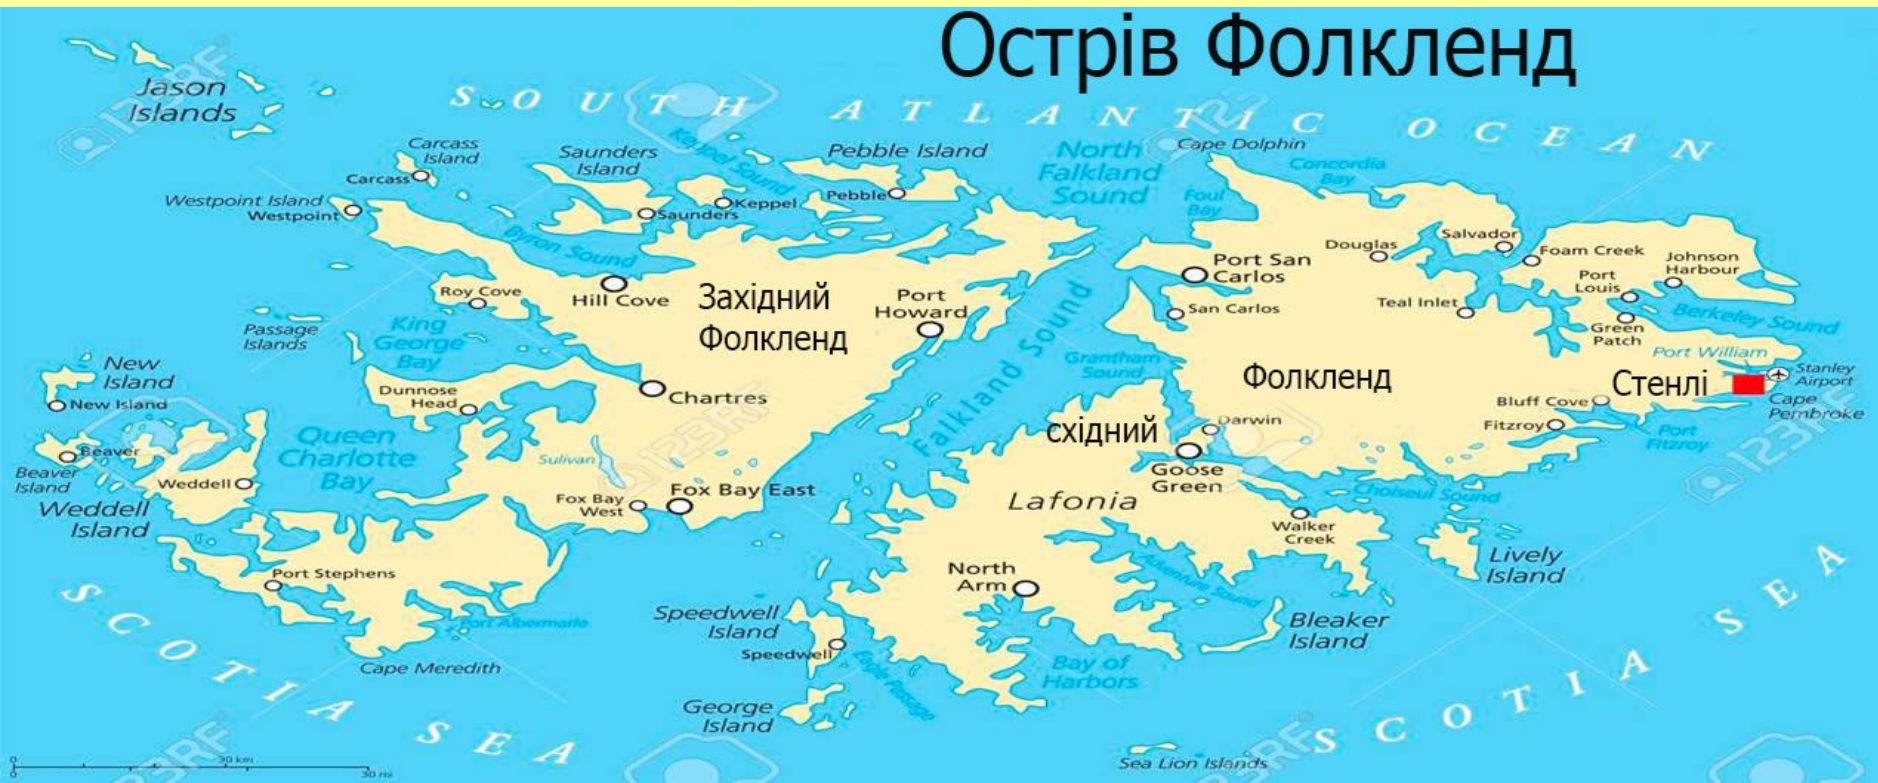 Острів Фолкленд
SOUTH ATLANTIC OCEAN
Jason
Islands
Carcass
Island
Carcass
Saunders
Island
Saunders
Keppel Sound
Keppel
Pebble Island
Pebble
North
Falkland
Sound
Cape Dolphin
Concordia
Bay
Foul
Bay
Westpoint Island
Westpoint
Byron Sound
Hill Cove
Roy Cove
Західний
Фолкленд
Port
Howard
Port San
Carlos
San Carlos
Douglas
Salvador
Foam Creek
Johnson
Harbour
Port
Louis
Teal Inlet
Green
Patch
Berkeley Sound
Port William
Passage
Islands
King
George
Bay
Falkland Sound
Grantham
Sound
New
Island
New Island
Dunnose
Head
Chartres
Фолкленд
Стенлі
Stanley
Airport
Cape
Pembroke
Bluff Cove
Fitzroy
Port
Fitzroy
східний
Darwin
Goose
Green
Queen
Charlotte
Bay
Beaver
Beaver
Island
Weddell
Weddell
Island
Sulivan
Fox Bay
West
Fox Bay East
Lafonia
Choiseul Sound
Walker
Creek
Lively
Island
Port Stephens
North
Arm
Adventure Sound
Bleaker
Island
Speedwell
Island
Speedwell
Port Albemarle
Cape Meredith
Eagle Passage
Bay of
Harbors
George
Island
Sea Lion Islands
SCOTIA SEA
SCOTIA SEA
0
30 km
0
30 mi
123RF